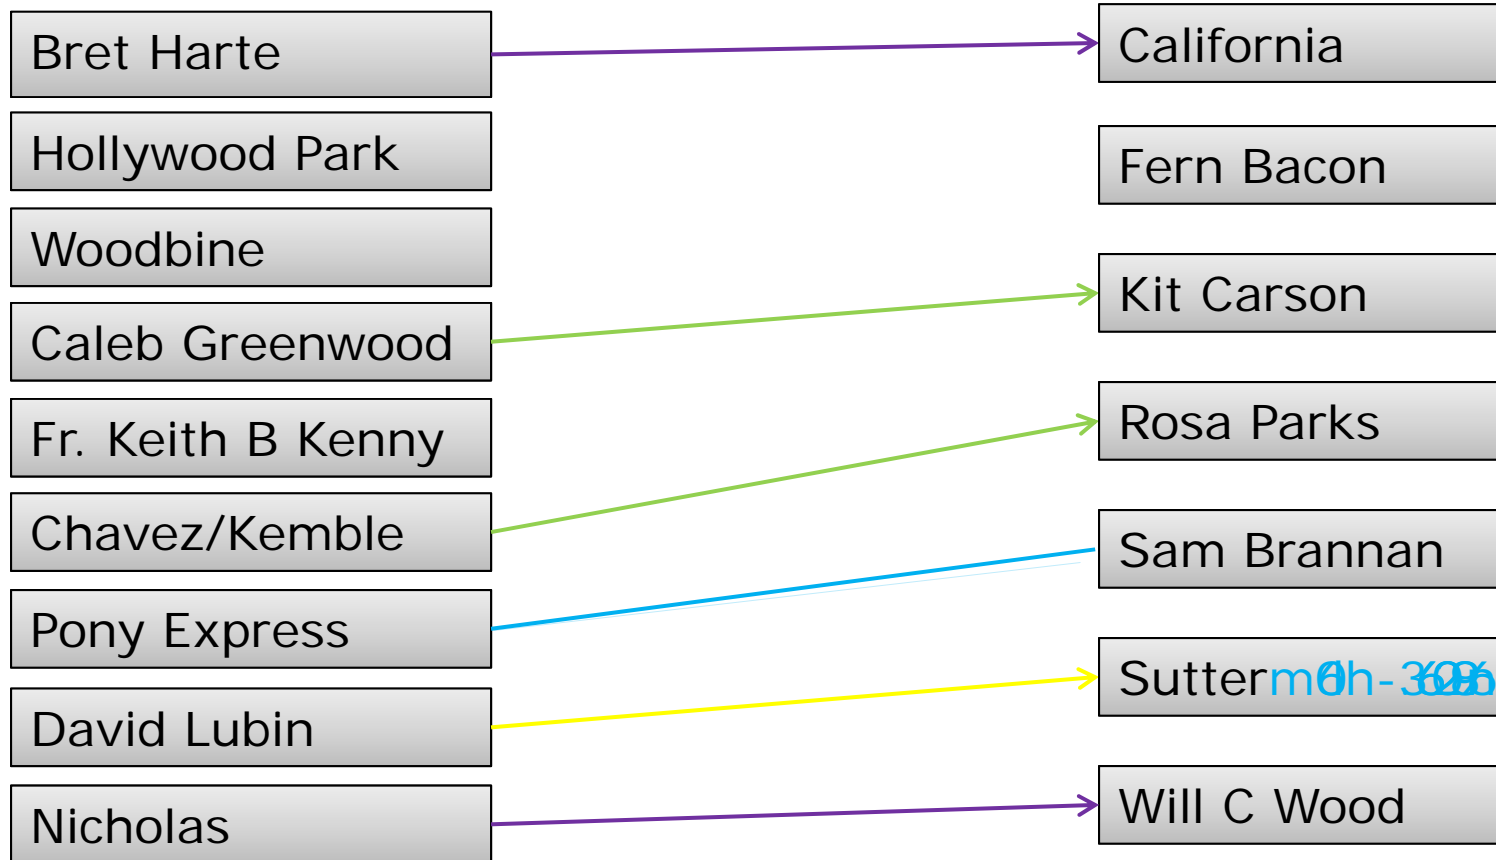 Bret Harte
Hollywood Park
Woodbine
Caleb Greenwood
Fr. Keith B Kenny
Chavez/Kemble
Pony Express
David Lubin
Nicholas
California
Fern Bacon
Kit Carson
Rosa Parks
Sam Brannan
Sutter
Will C Wood